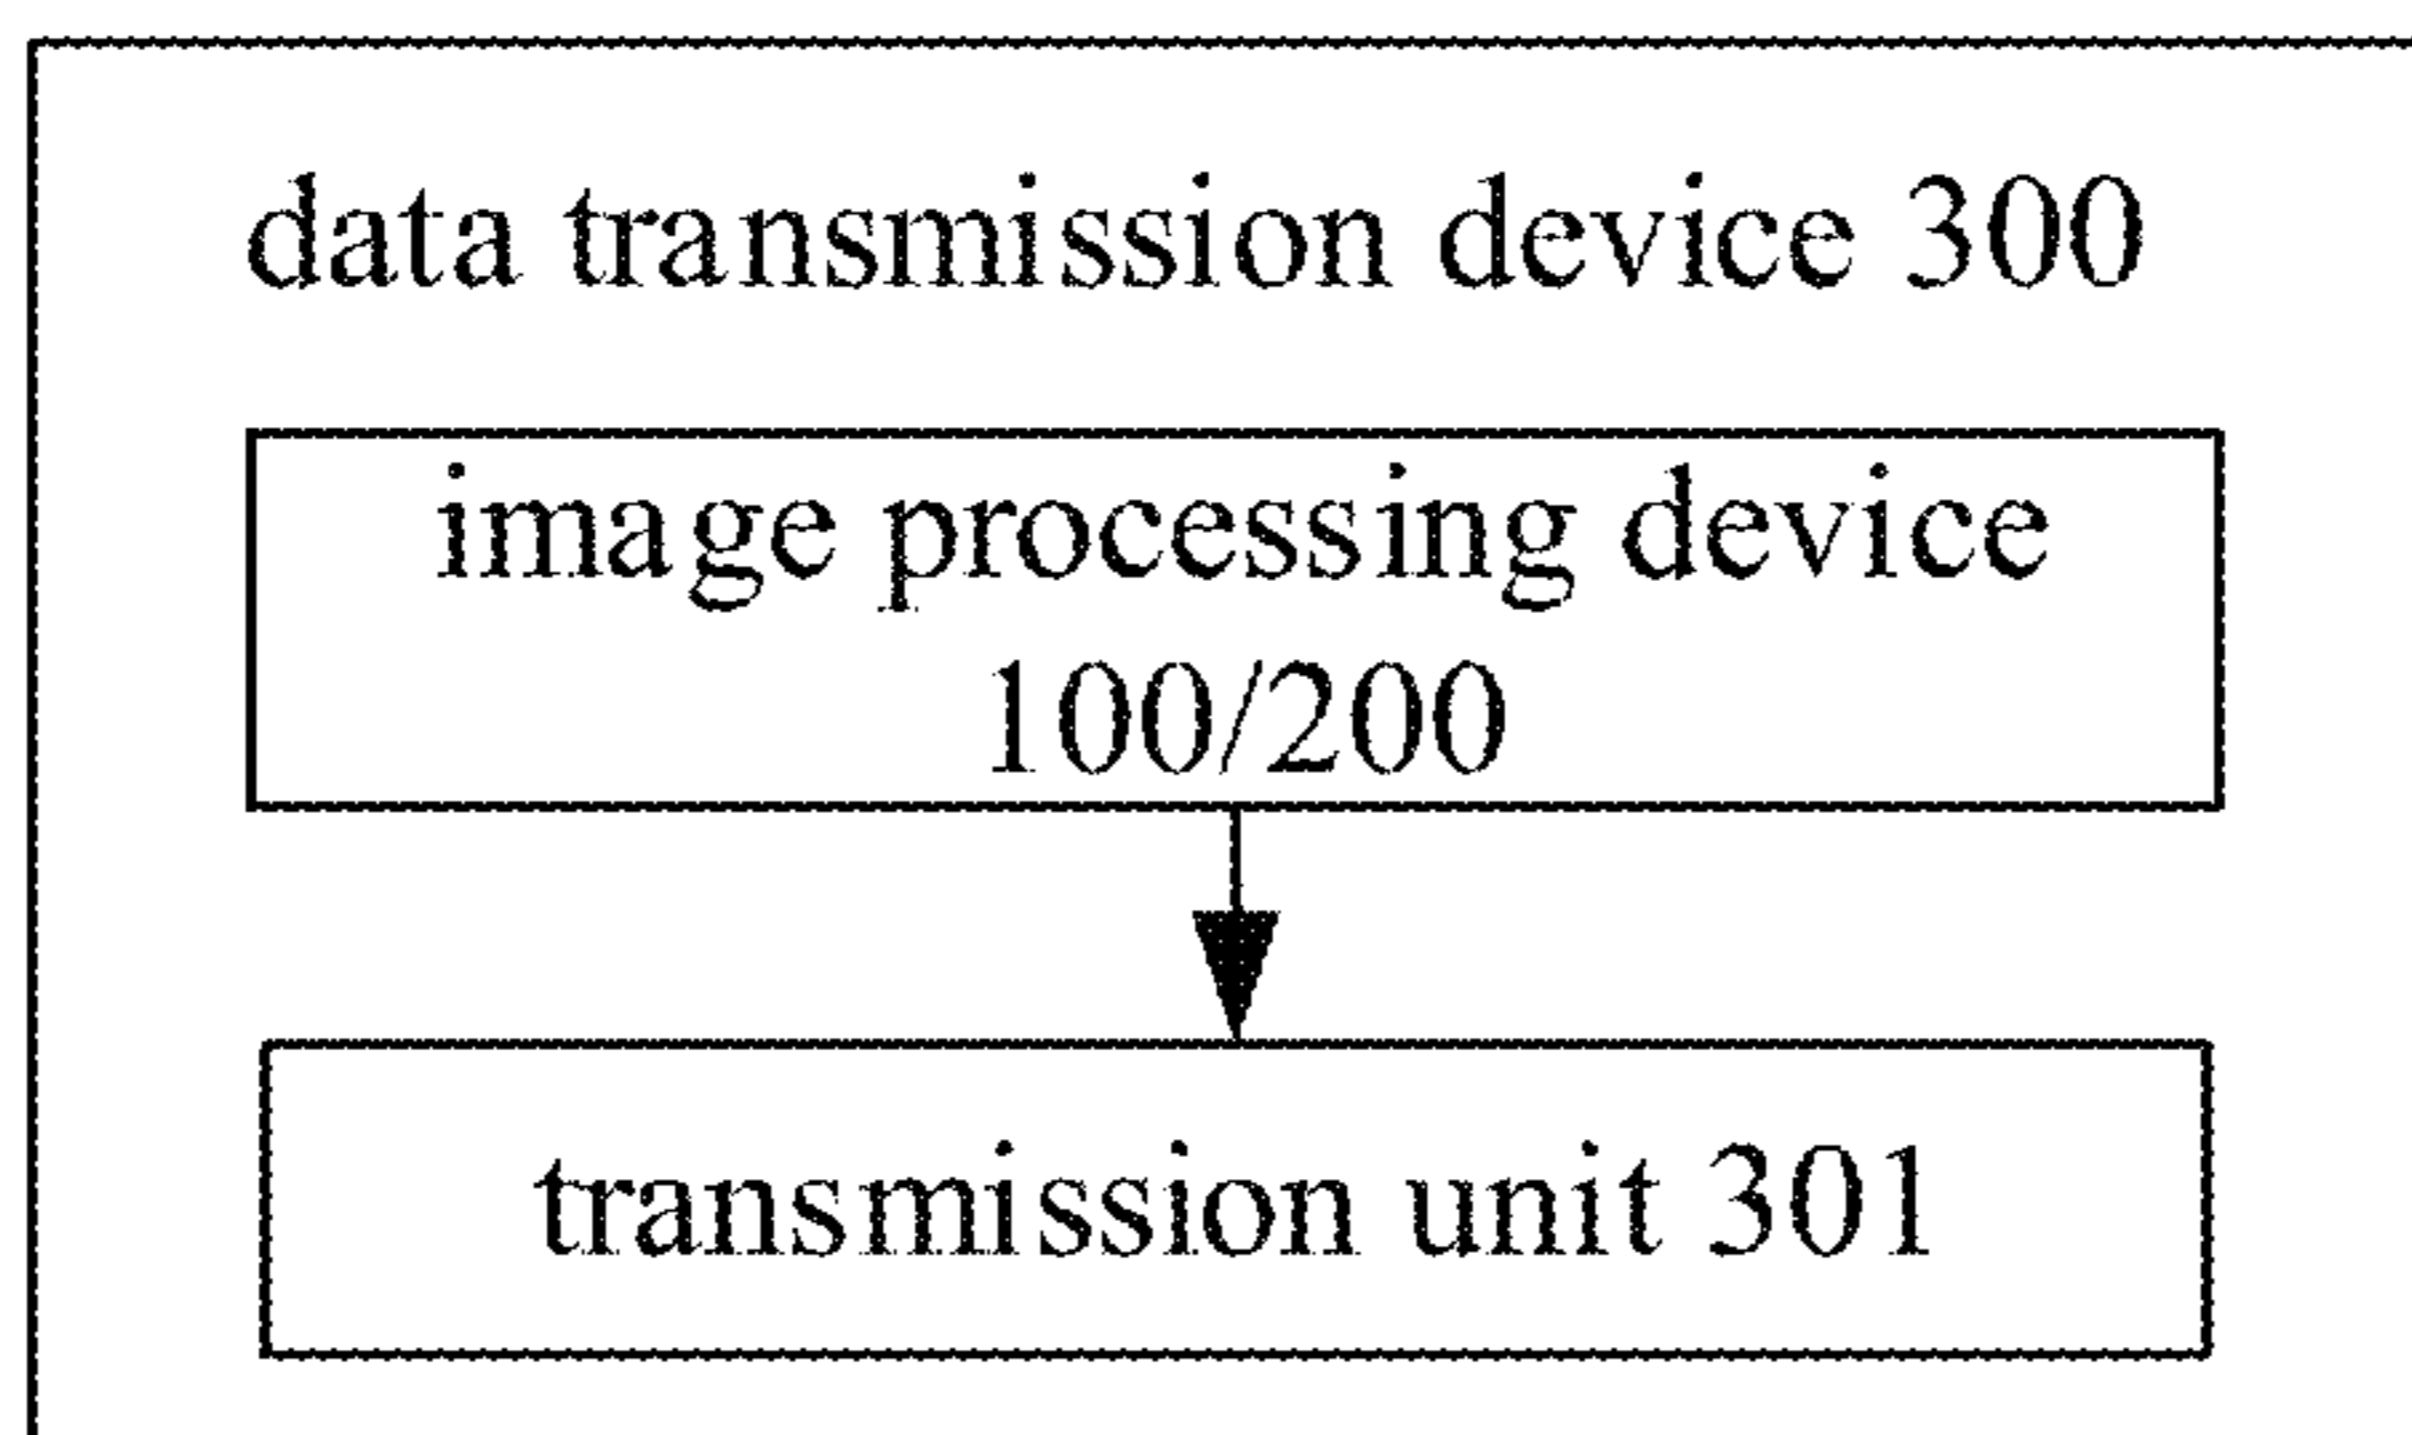 data transmission device 300
image processing device
100/200
transmission unit 301